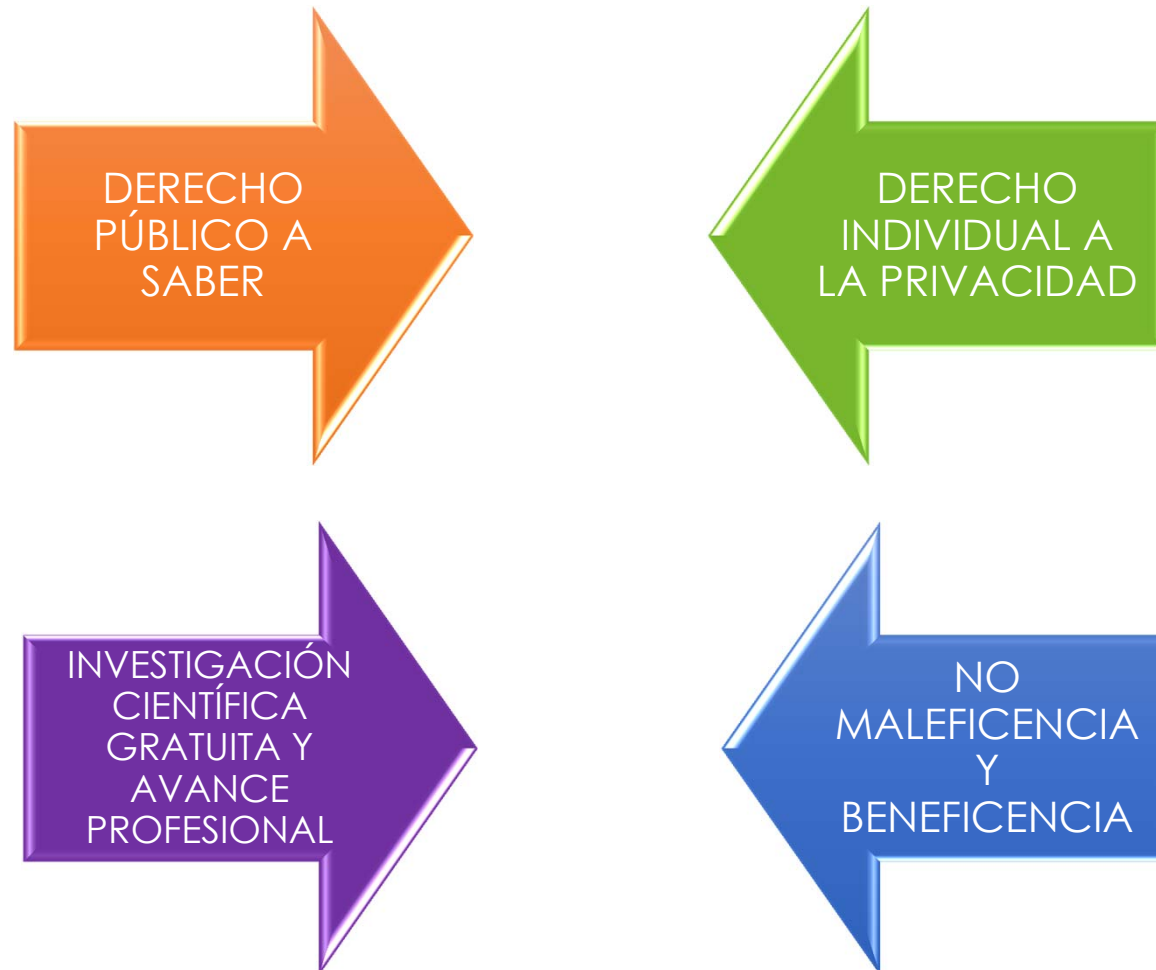 DERECHO
PÚBLICO A
SABER
DERECHO
INDIVIDUAL A
LA PRIVACIDAD
INVESTIGACIÓN
CIENTÍFICA
GRATUITA Y
AVANCE
PROFESIONAL
NO
MALEFICENCIA
Y
BENEFICENCIA